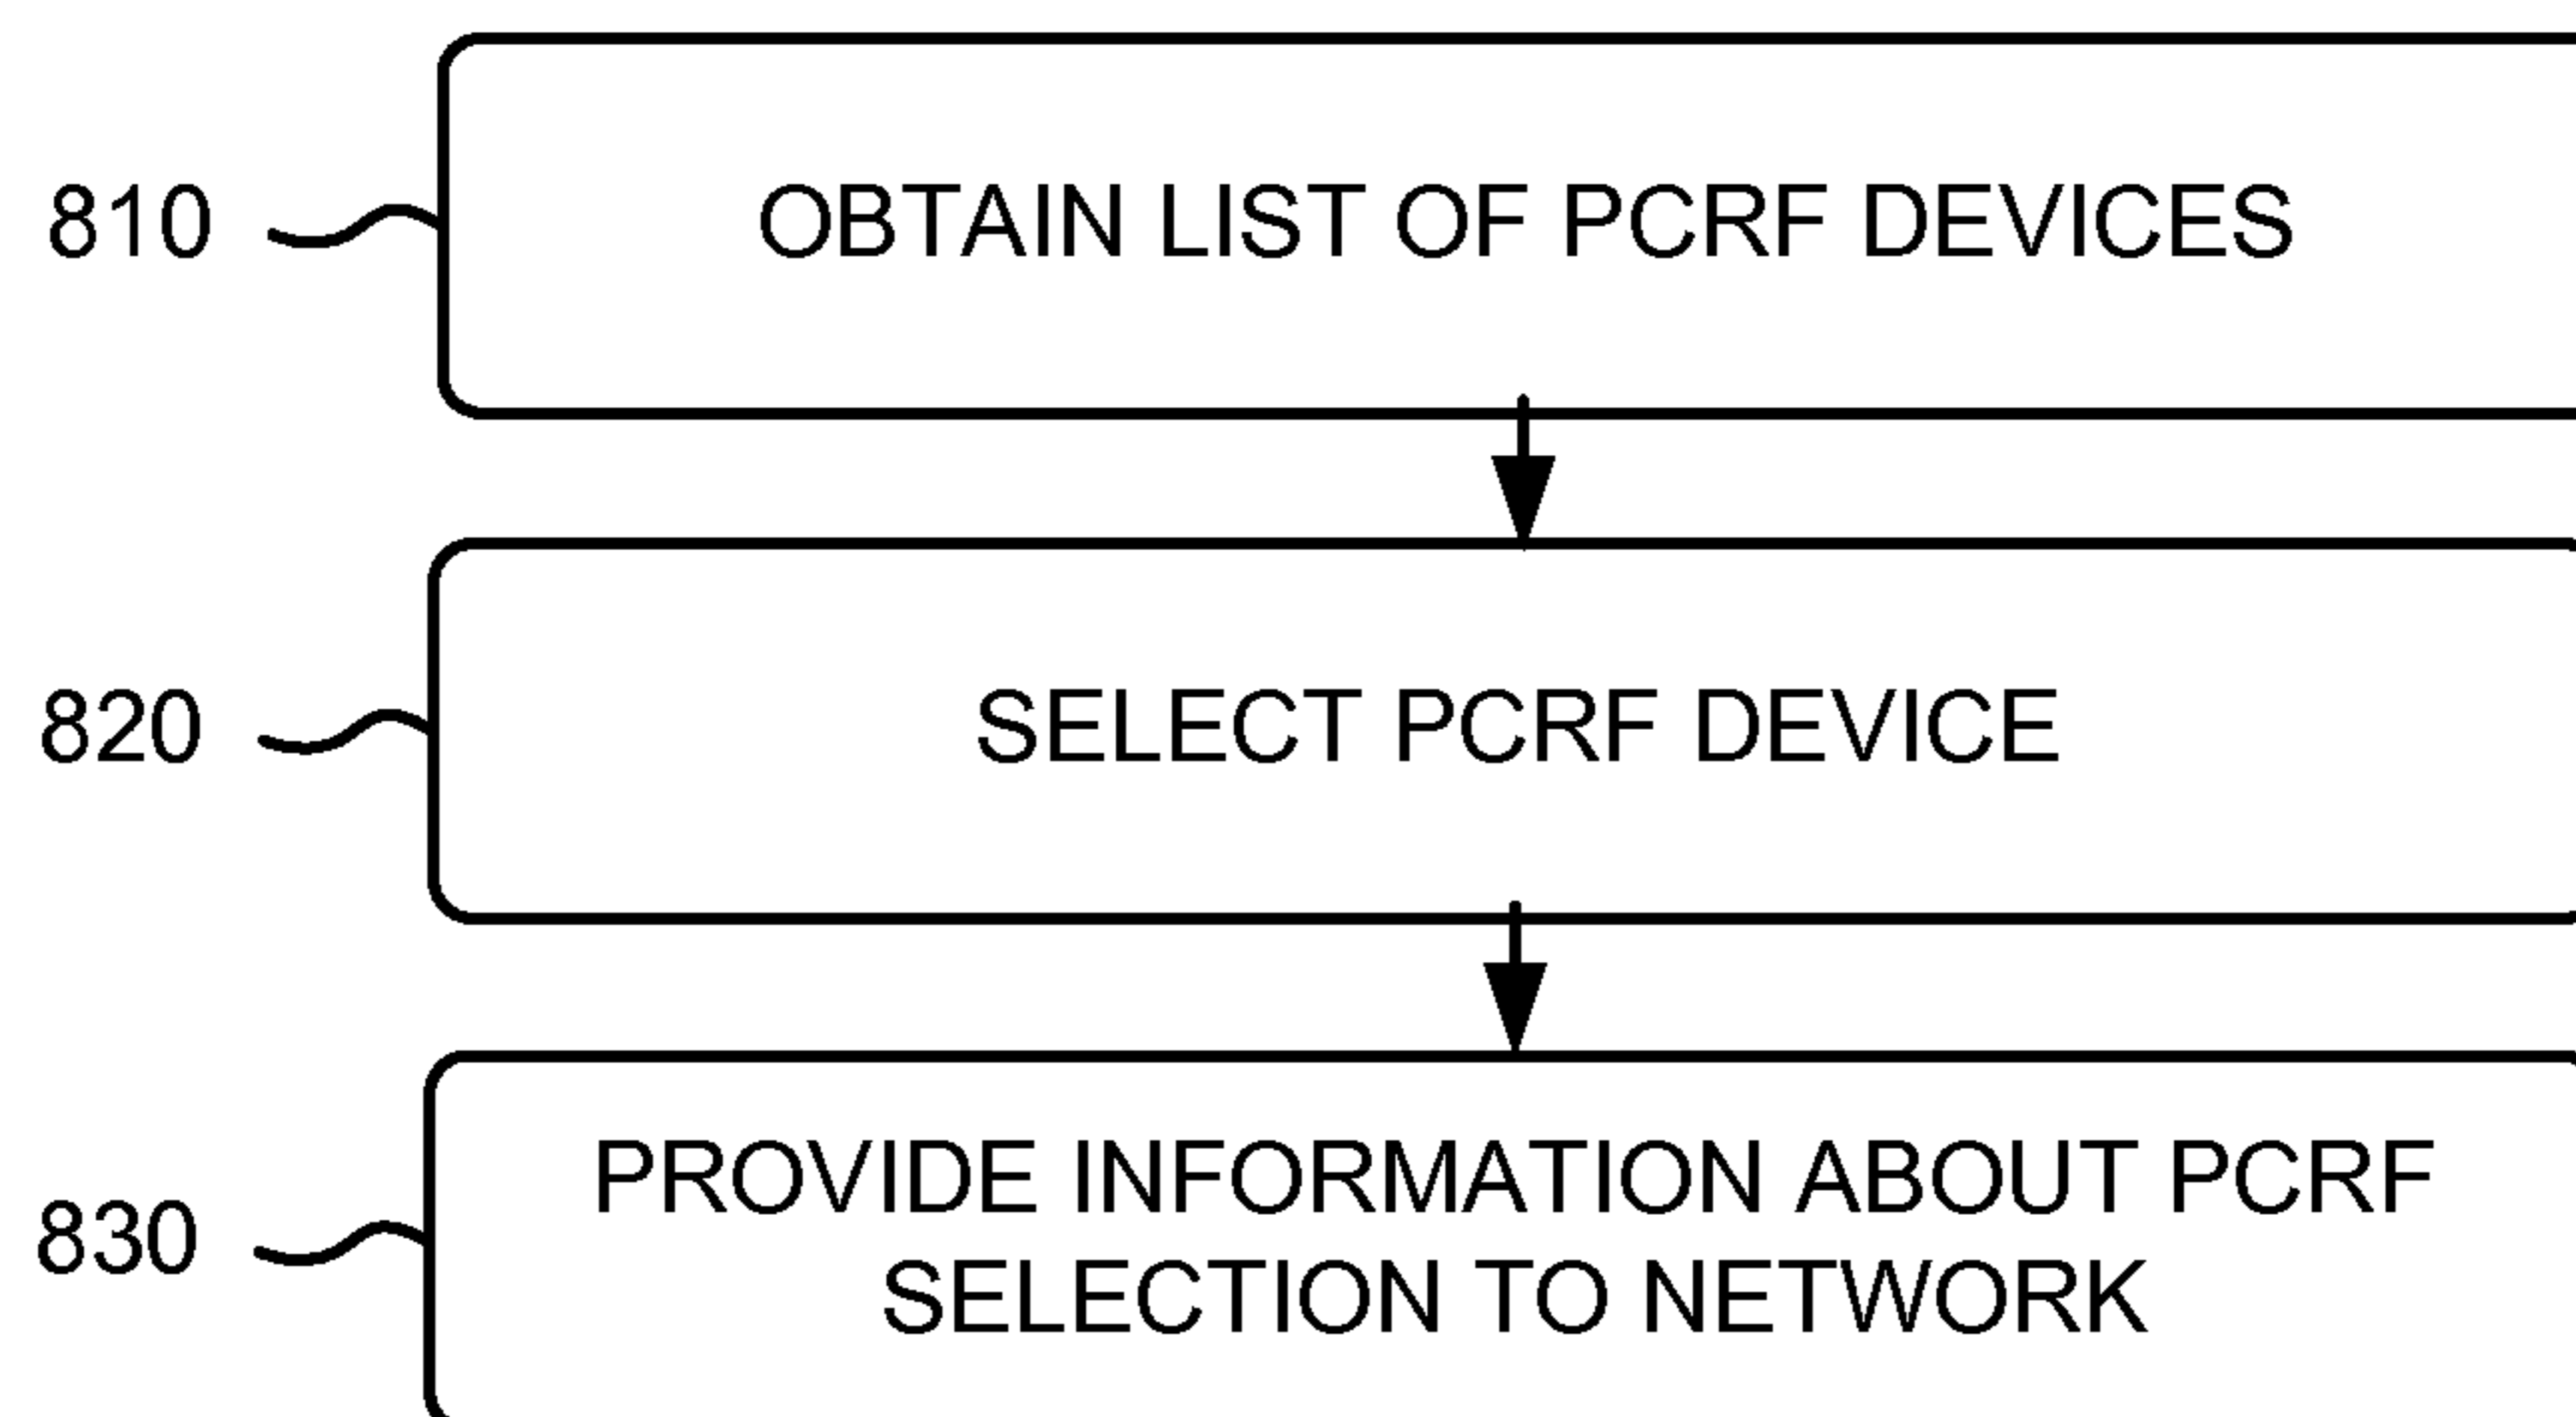 810
OBTAIN LIST OF PCRF DEVICES
820
SELECT PCRF DEVICE
830
PROVIDE INFORMATION ABOUT PCRF
SELECTION TO NETWORK